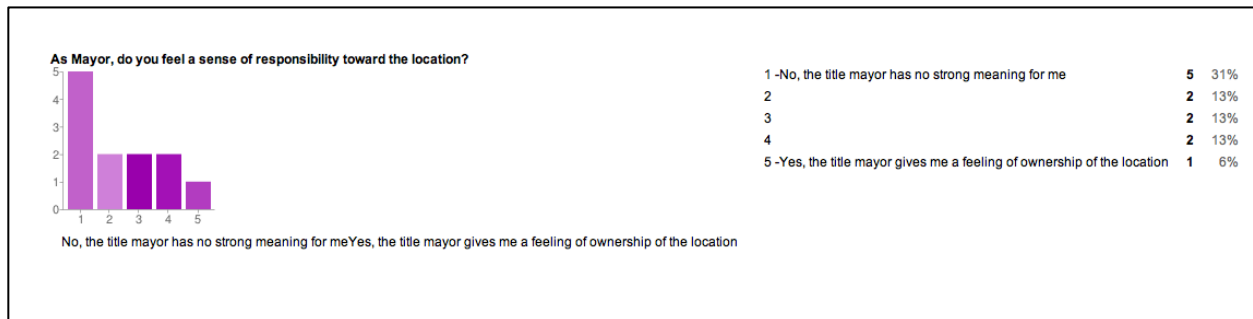 As Mayor, do you feel a sense of responsibility toward the location?
5
4
3
2
1
0
1 2 3 4 5
No, the title mayor has no strong meaning for meYes, the title mayor gives me a feeling of ownership of the location
1 -No, the title mayor has no strong meaning for me 5 31%
2 2 13%
3 2 13%
4 2 13%
5 -Yes, the title mayor gives me a feeling of ownership of the location 1 6%